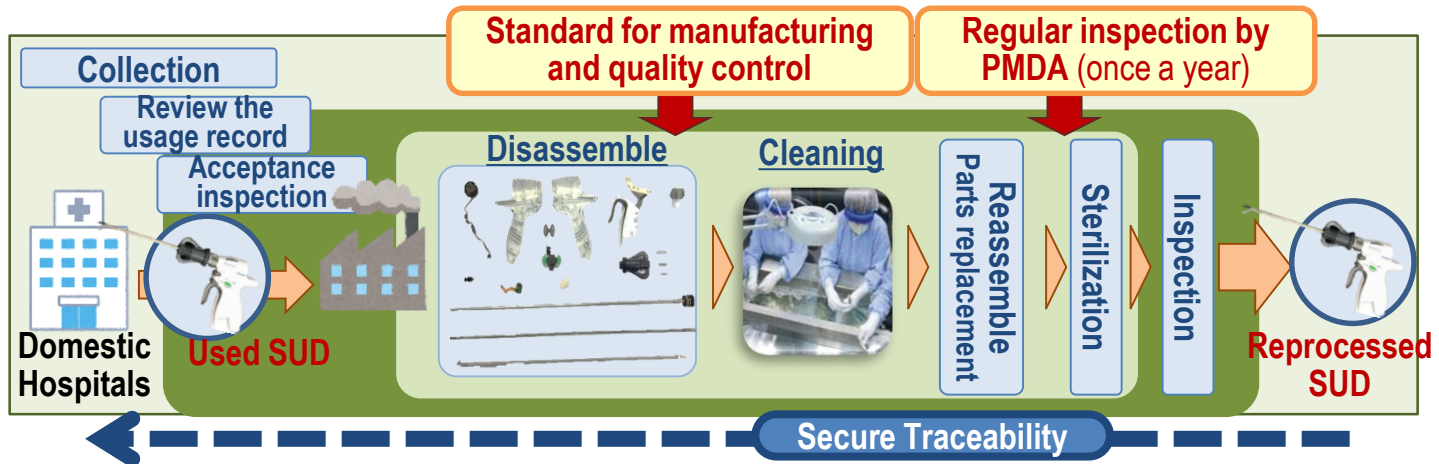 Standard for manufacturing
and quality control
Regular inspection by
PMDA (once a year)
Collection
Review the
usage record
Acceptance
inspection
Disassemble
Cleaning
Reassemble
Parts replacement
Sterilization
Inspection
Domestic
Hospitals
Used SUD
Reprocessed
SUD
Secure Traceability